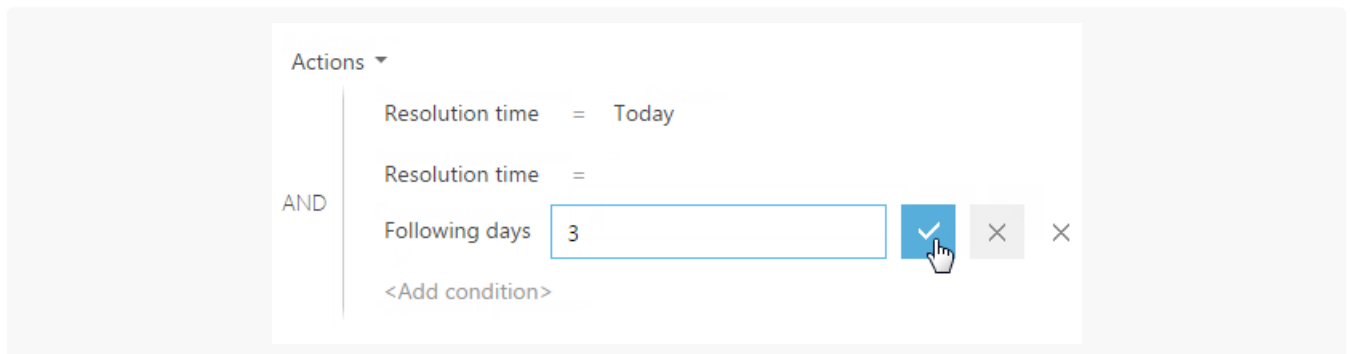 Actions
Resolution time = Today
Resolution time =
AND
Following days 3
<Add condition>